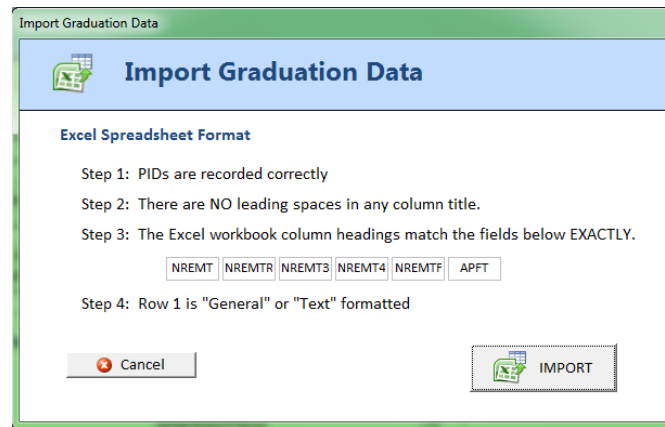 Import Graduation Data
Import Graduation Data
Excel Spreadsheet Format
Step 1: PIDs are recorded correctly
Step 2: There are NO leading spaces in any column title.
Step 3: The Excel workbook column headings match the fields below EXACTLY.
NREMT NREMTR NREMT3 NREMT4 NREMTF APFT
Step 4: Row 1 is "General" or "Text" formatted
Cancel IMPORT